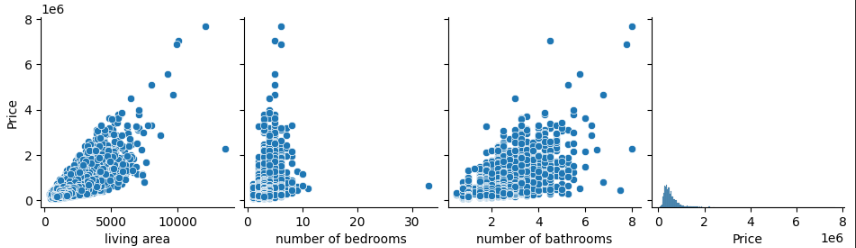 1e6
8
6
4
2
0
Price
0 5000 10000
living area
0 10 20 30
number of bedrooms
2 4 6 8
number of bathrooms
0 2 4 6 8
Price 1e6